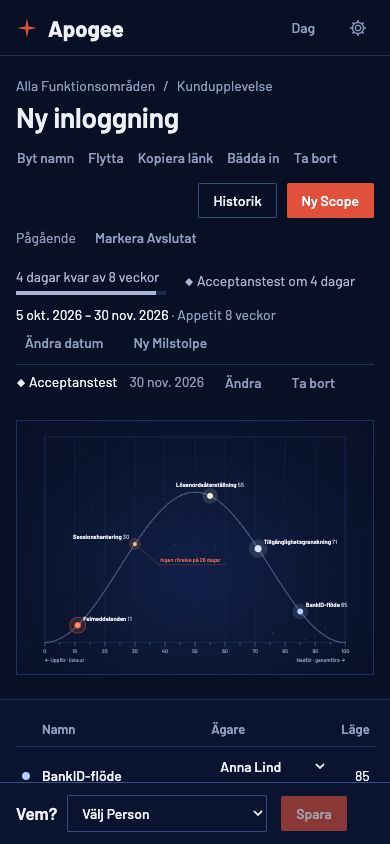 Apogee
Dag
Alla Funktionsområden / Kundupplevelse
Ny inloggning
Byt namn Flytta Kopiera länk Bädda in Ta bort
Historik Ny Scope
Pågående Markera Avslutat
4 dagar kvar av 8 veckor ◆ Acceptanstest om 4 dagar
5 okt. 2026 – 30 nov. 2026 · Appetit 8 veckor
Ändra datum Ny Milstolpe
◆ Acceptanstest 30 nov. 2026 Ändra Ta bort
Lösenordsåterställning 55
Sessionshantering 30
Tillgänglighetsgranskning 71
Ingen rörelse på 26 dagar
BankID-flöde 85
Felmeddelanden 11
0 10 20 30 40 50 60 70 80 90 100
← Uppför · lista ut
Nedför · genomföra →
Namn Ägare Läge
BankID-flöde Anna Lind 85
Vem? Välj Person Spara